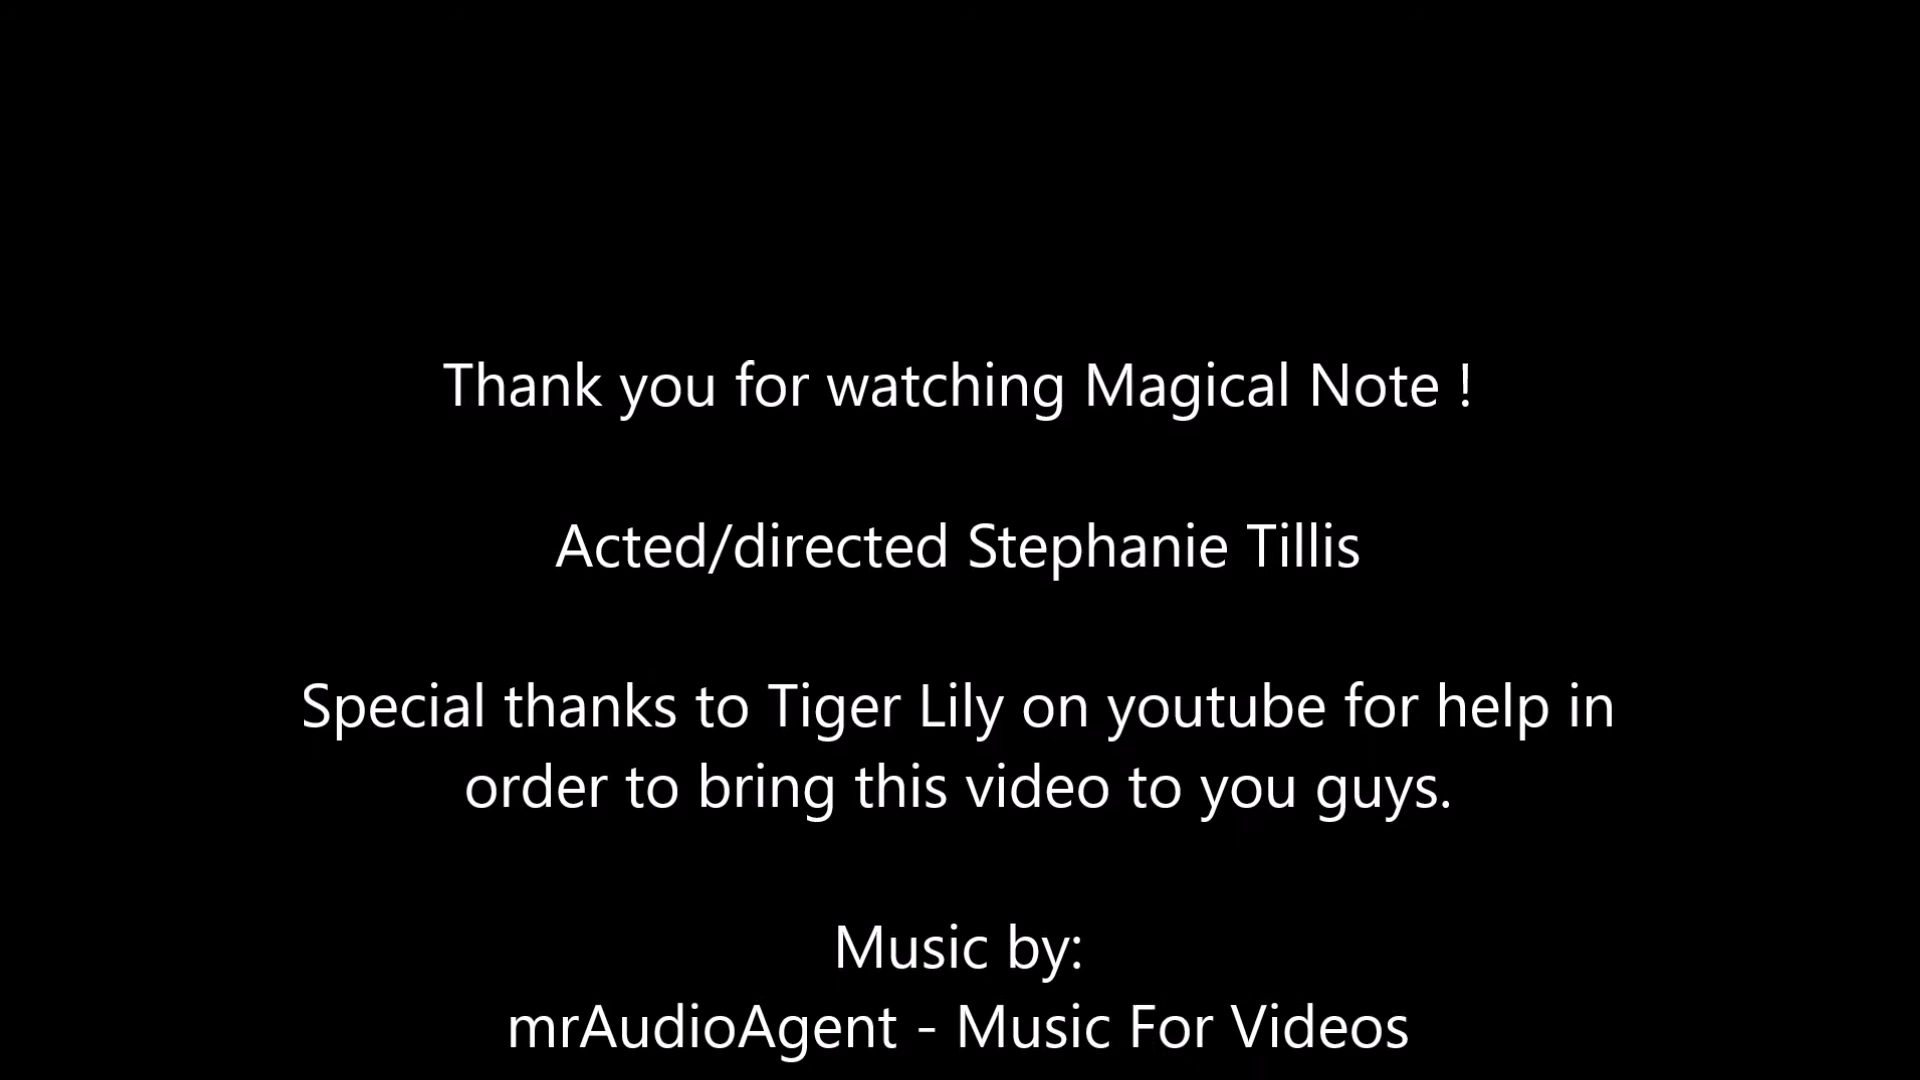 Thank you for watching Magical Note !
Acted/directed Stephanie Tillis
Special thanks to Tiger Lily on youtube for help in
order to bring this video to you guys.
Music by:
mrAudioAgent - Music For Videos